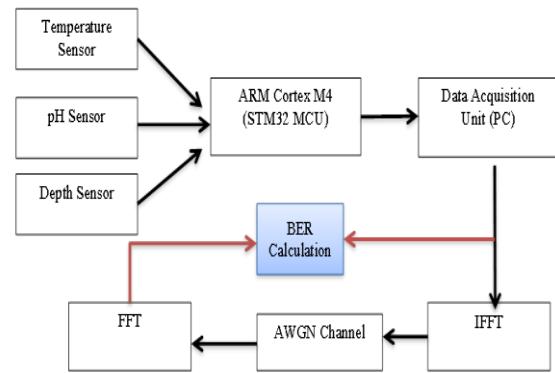 Temperature
Sensor
pH Sensor
Depth Sensor
ARM Cortex M4
(STM32 MCU)
Data Acquisition
Unit (PC)
BER
Calculation
FFT
AWGN Channel
IFFT